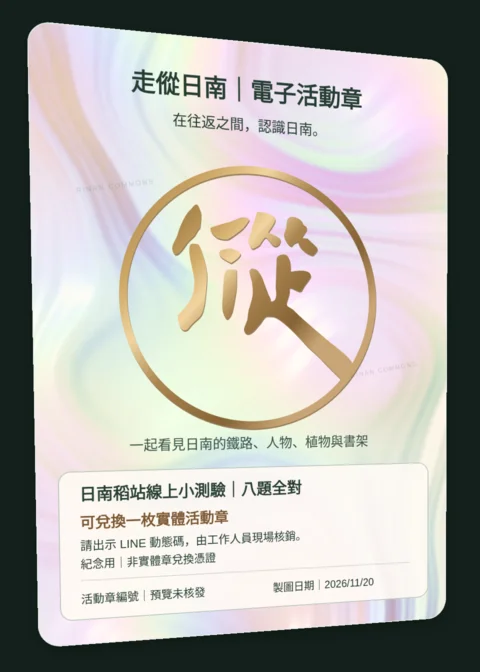 走傱日南｜電子活動章
在往返之間，認識日南。
傱
一起看見日南的鐵路、人物、植物與書架
日南稻站線上小測驗｜八題全對
可兌換一枚實體活動章
請出示 LINE 動態碼，由工作人員現場核銷。
紀念用｜非實體章兌換憑證
活動章編號｜預覽未核發
製圖日期｜2026/11/20